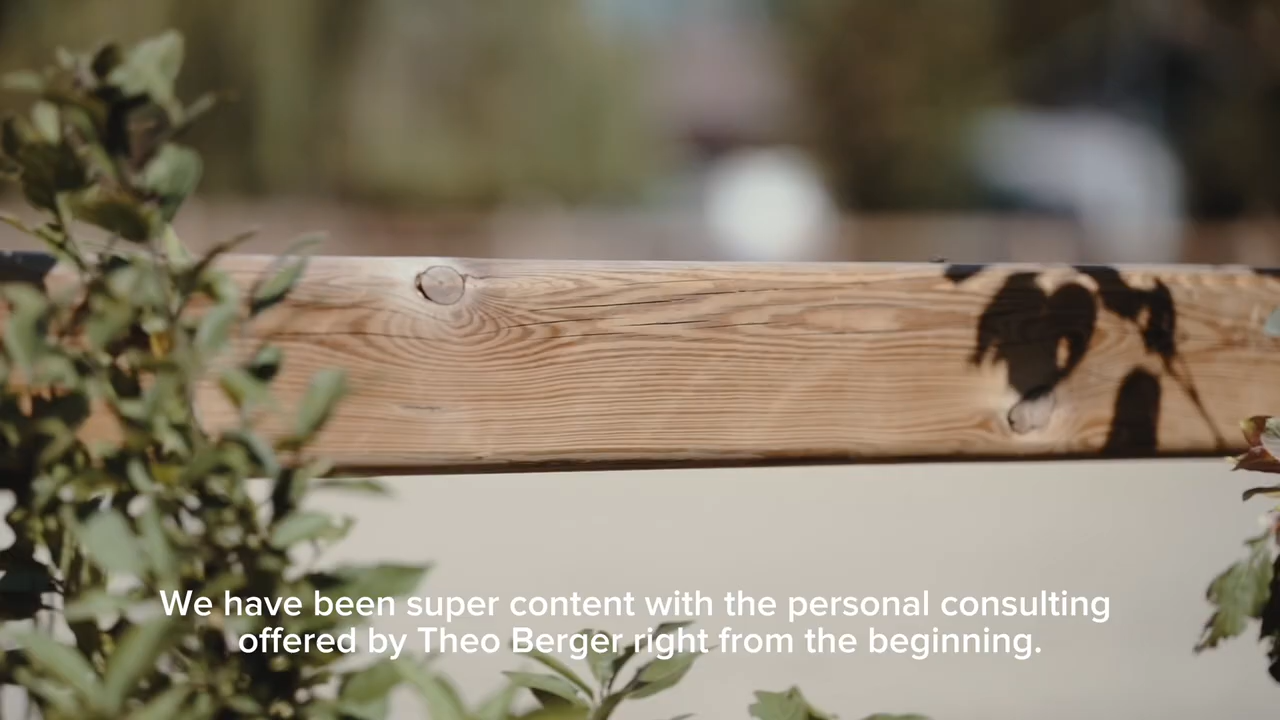 We have been super content with the personal consulting
offered by Theo Berger right from the beginning.